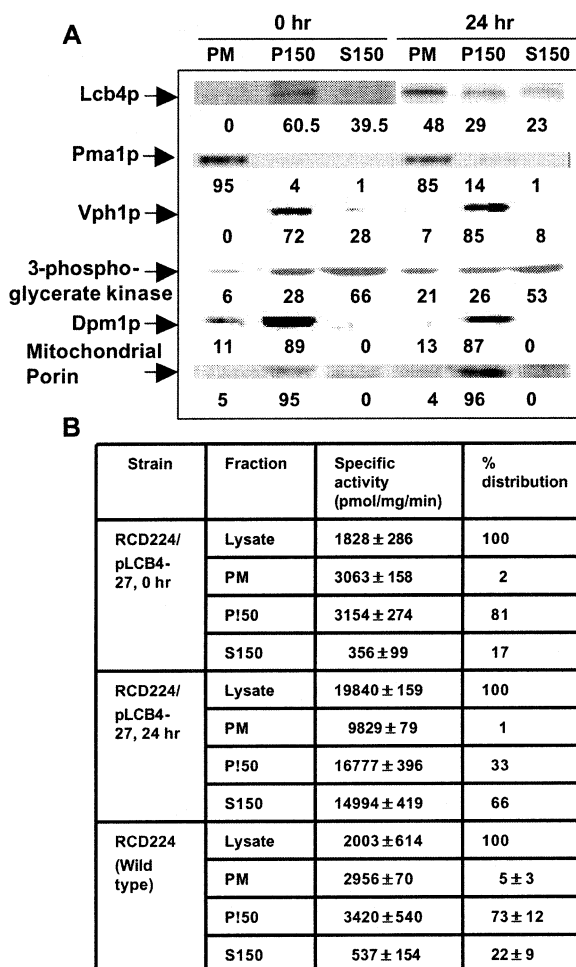 A
0 hr 24 hr
PM P150 S150 PM P150 S150
Lcb4p
0 60.5 39.5 48 29 23
Pma1p
95 4 1 85 14 1
Vph1p
0 72 28 7 85 8
3-phospho-
glycerate kinase
6 28 66 21 26 53
Dpm1p
11 89 0 13 87 0
Mitochondrial
Porin
5 95 0 4 96 0
B
Strain Fraction Specific activity (pmol/mg/min) % distribution
RCD224/ pLCB4-27, 0 hr Lysate 1828 ± 286 100
PM 3063 ± 158 2
P!50 3154 ± 274 81
S150 356 ± 99 17
RCD224/ pLCB4-27, 24 hr Lysate 19840 ± 159 100
PM 9829 ± 79 1
P!50 16777 ± 396 33
S150 14994 ± 419 66
RCD224 (Wild type) Lysate 2003 ± 614 100
PM 2956 ± 70 5 ± 3
P!50 3420 ± 540 73 ± 12
S150 537 ± 154 22 ± 9